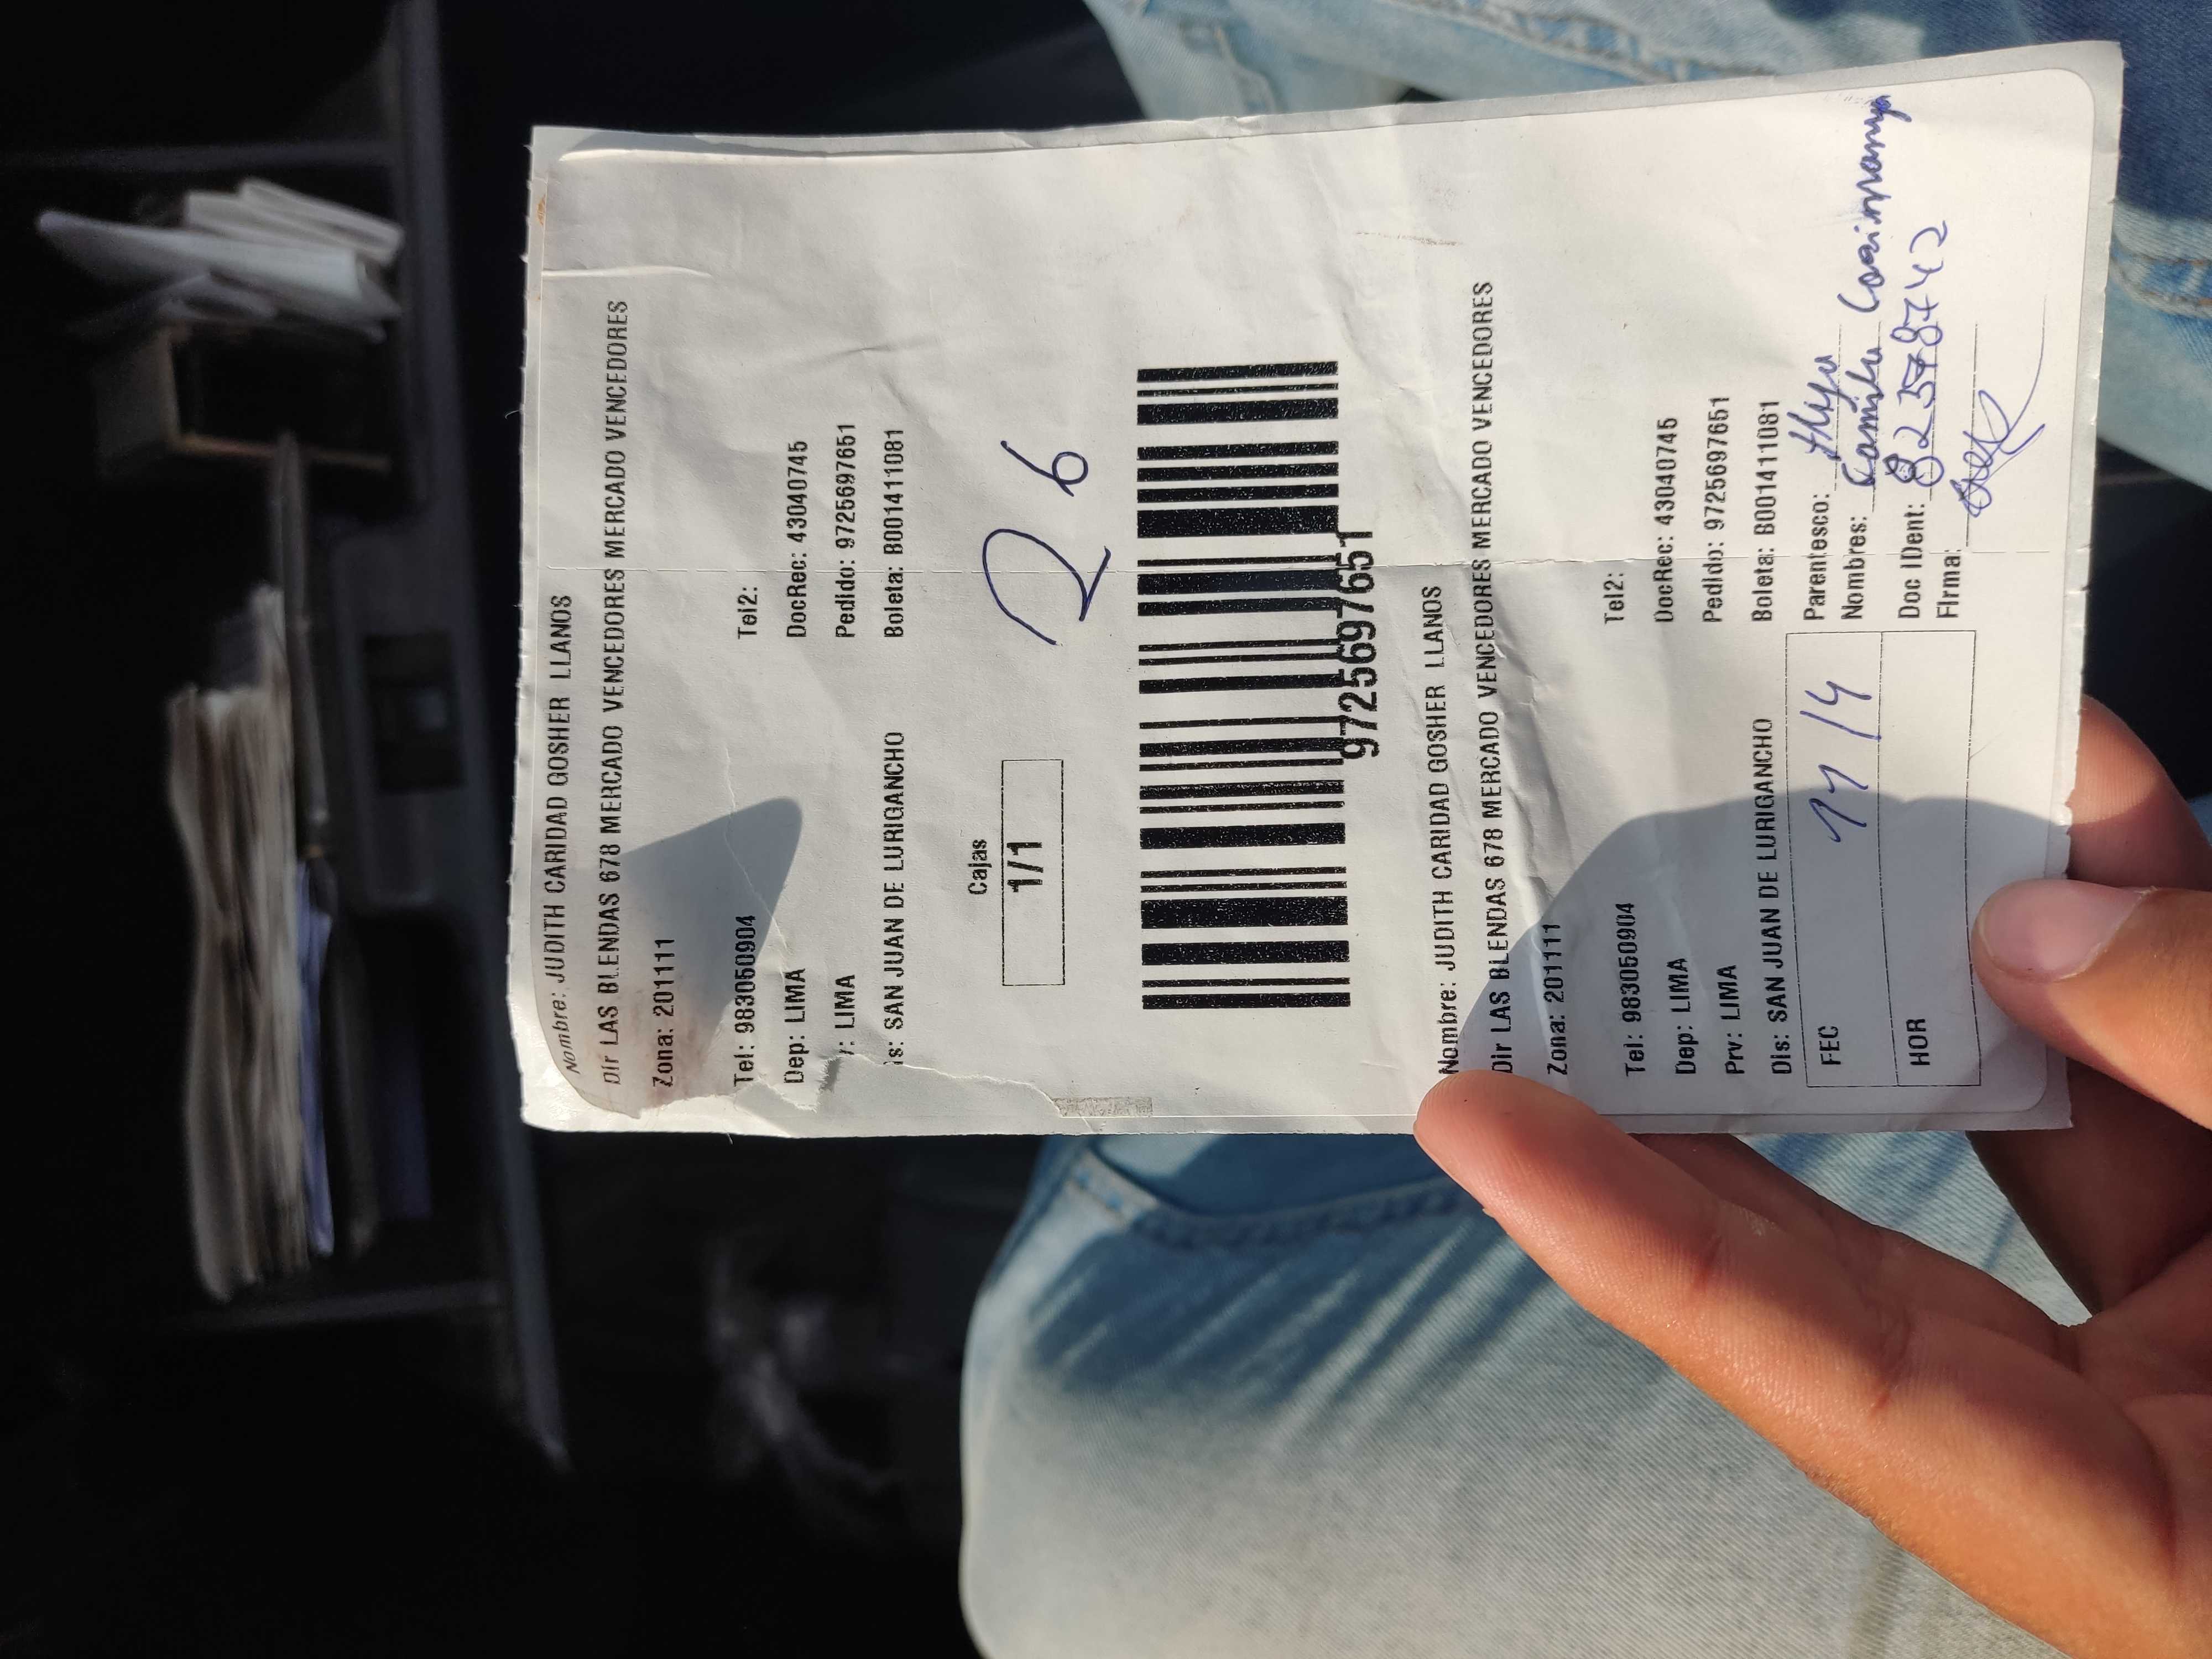 Nombre: JUDITH CARIDAD GOSHER LLANOS
Dir LAS BLENDAS 678 MERCADO VENCEDORES MERCADO VENCEDORES
Zona: 201111
Tel: 983050904 Tel2:
Dep: LIMA DocRec: 43040745
: LIMA Pedido: 9725697651
is: SAN JUAN DE LURIGANCHO Boleta: B001411081
Cajas
1/1
26
9725697651
Nombre: JUDITH CARIDAD GOSHER LLANOS
Dir LAS BLENDAS 678 MERCADO VENCEDORES MERCADO VENCEDORES
Zona: 201111
Tel: 983050904 Tel2:
Dep: LIMA DocRec: 43040745
Prv: LIMA Pedido: 9725697651
Dis: SAN JUAN DE LURIGANCHO Boleta: B001411081
FEC 11/4 Parentesco: Hija
Nombres: Camila
HOR Doc IDent: 82578742
Firma: